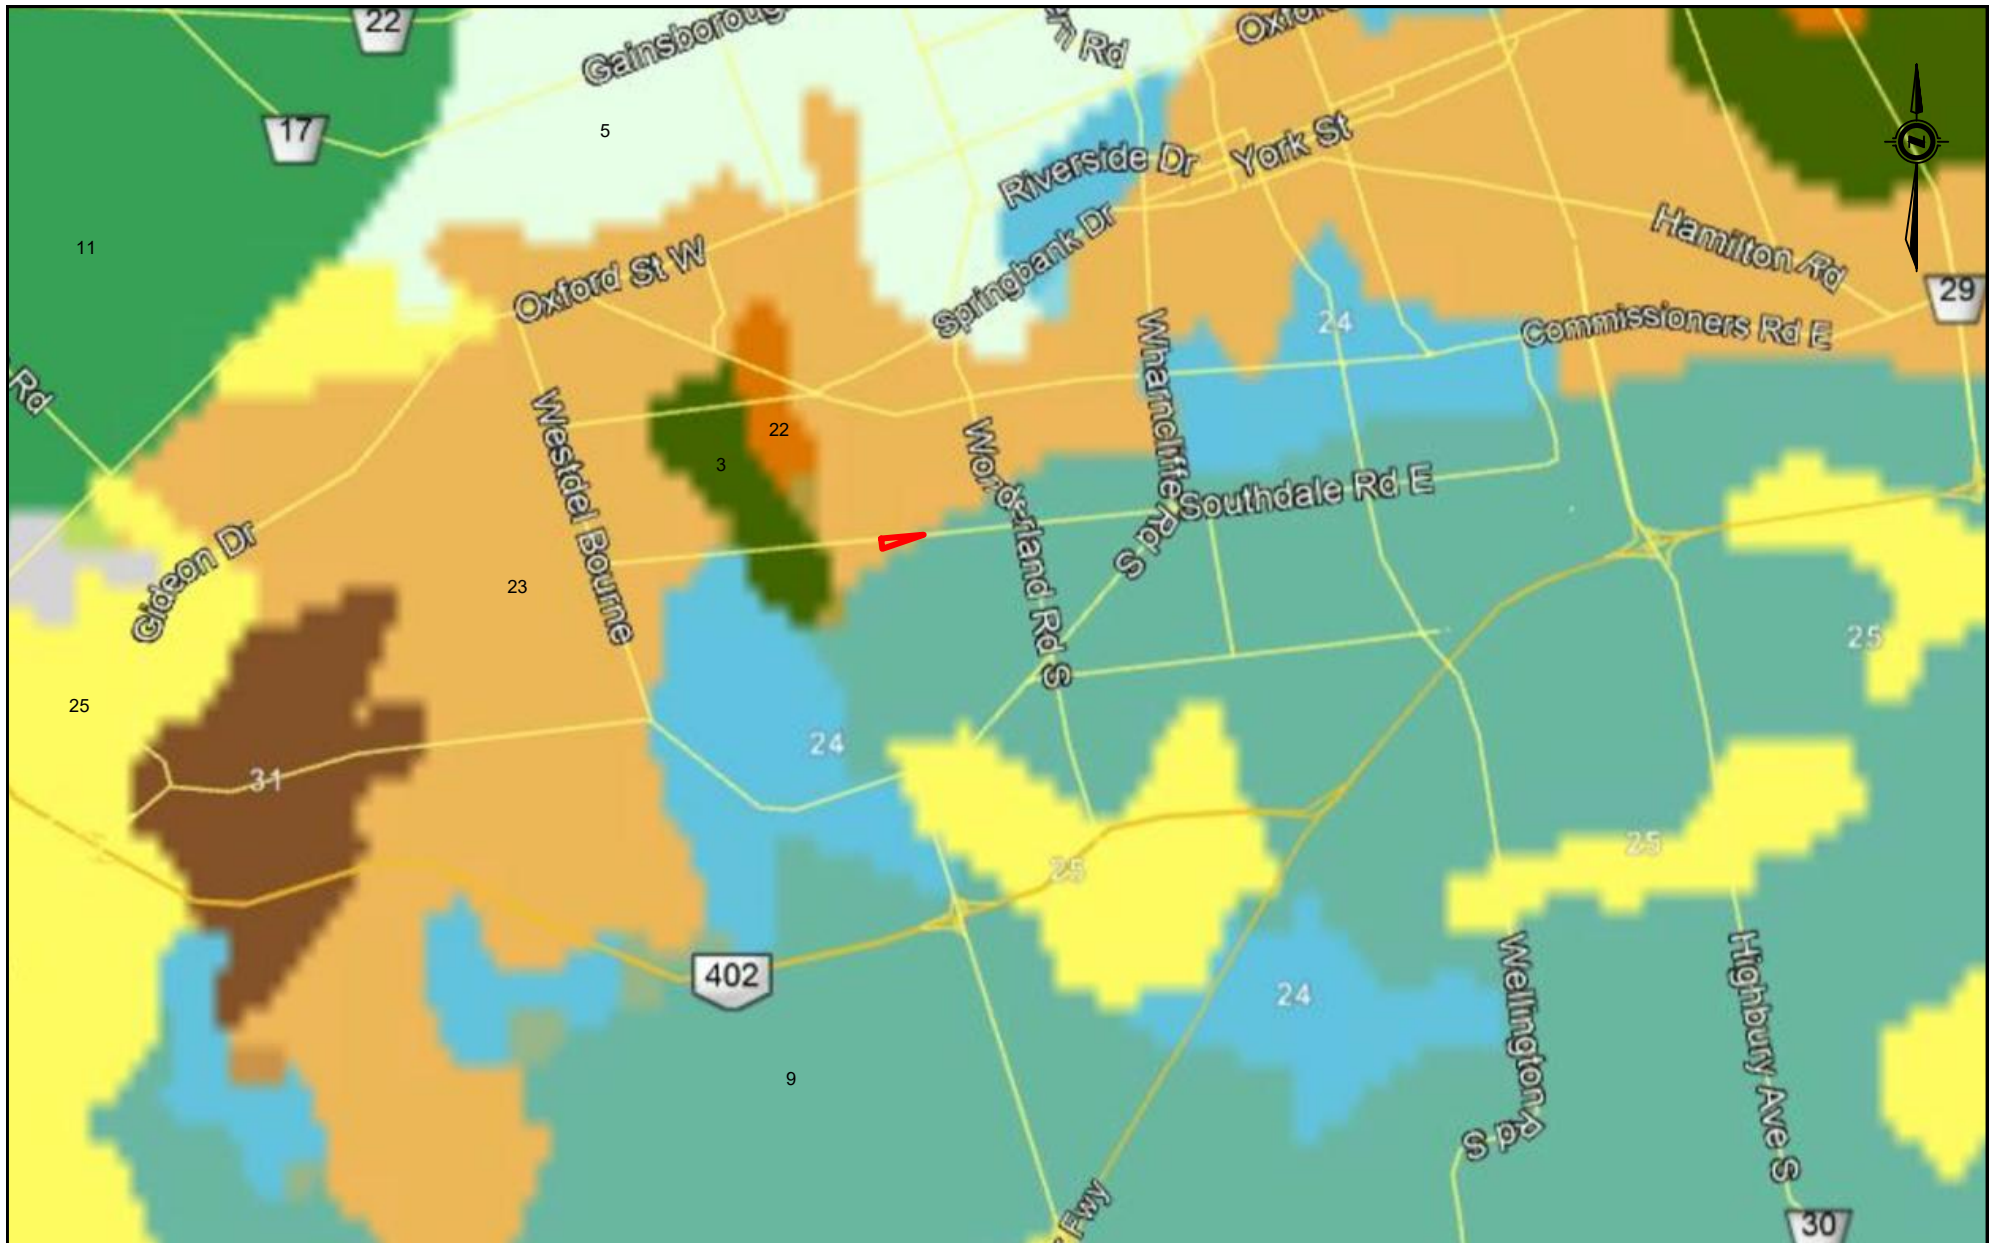 22
Gainsboroug
Oxfor
Rd
17
5
York St
Riverside Dr
11
Hamilton Rd
Springbank Dr
Oxford St W
29
24
Commissioners Rd E
Wharncliffe Rd S
Rd
22
3
Westdel Bourne
Wonderland Rd S
Southdale Rd E
Gideon Dr
23
25
25
24
31
25
25
402
24
Wellington Rd S
Highbury Ave S
9
Fwy
30
N